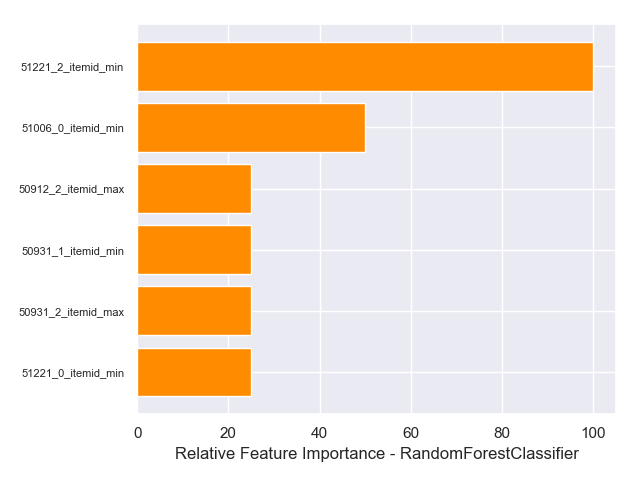 51221_2_itemid_min
51006_0_itemid_min
50912_2_itemid_max
50931_1_itemid_min
50931_2_itemid_max
51221_0_itemid_min
0 20 40 60 80 100
Relative Feature Importance - RandomForestClassifier